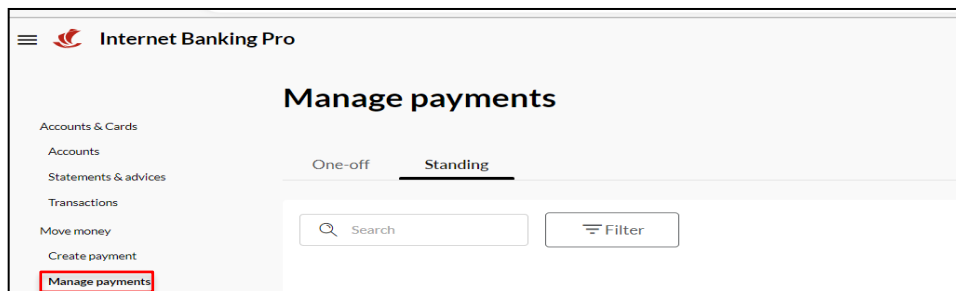 Internet Banking Pro
Manage payments
Accounts & Cards
Accounts
Statements & advices
Transactions
Move money
Create payment
Manage payments
One-off Standing
Search Filter